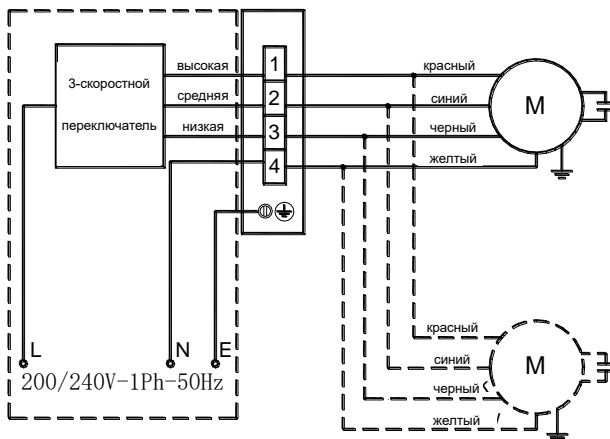 3-скоростной
переключатель
высокая
средняя
низкая
1
2
3
4
красный
синий
черный
желтый
M
L
N
E
200/240V-1Ph-50Hz
красный
синий
черный
желтый
M